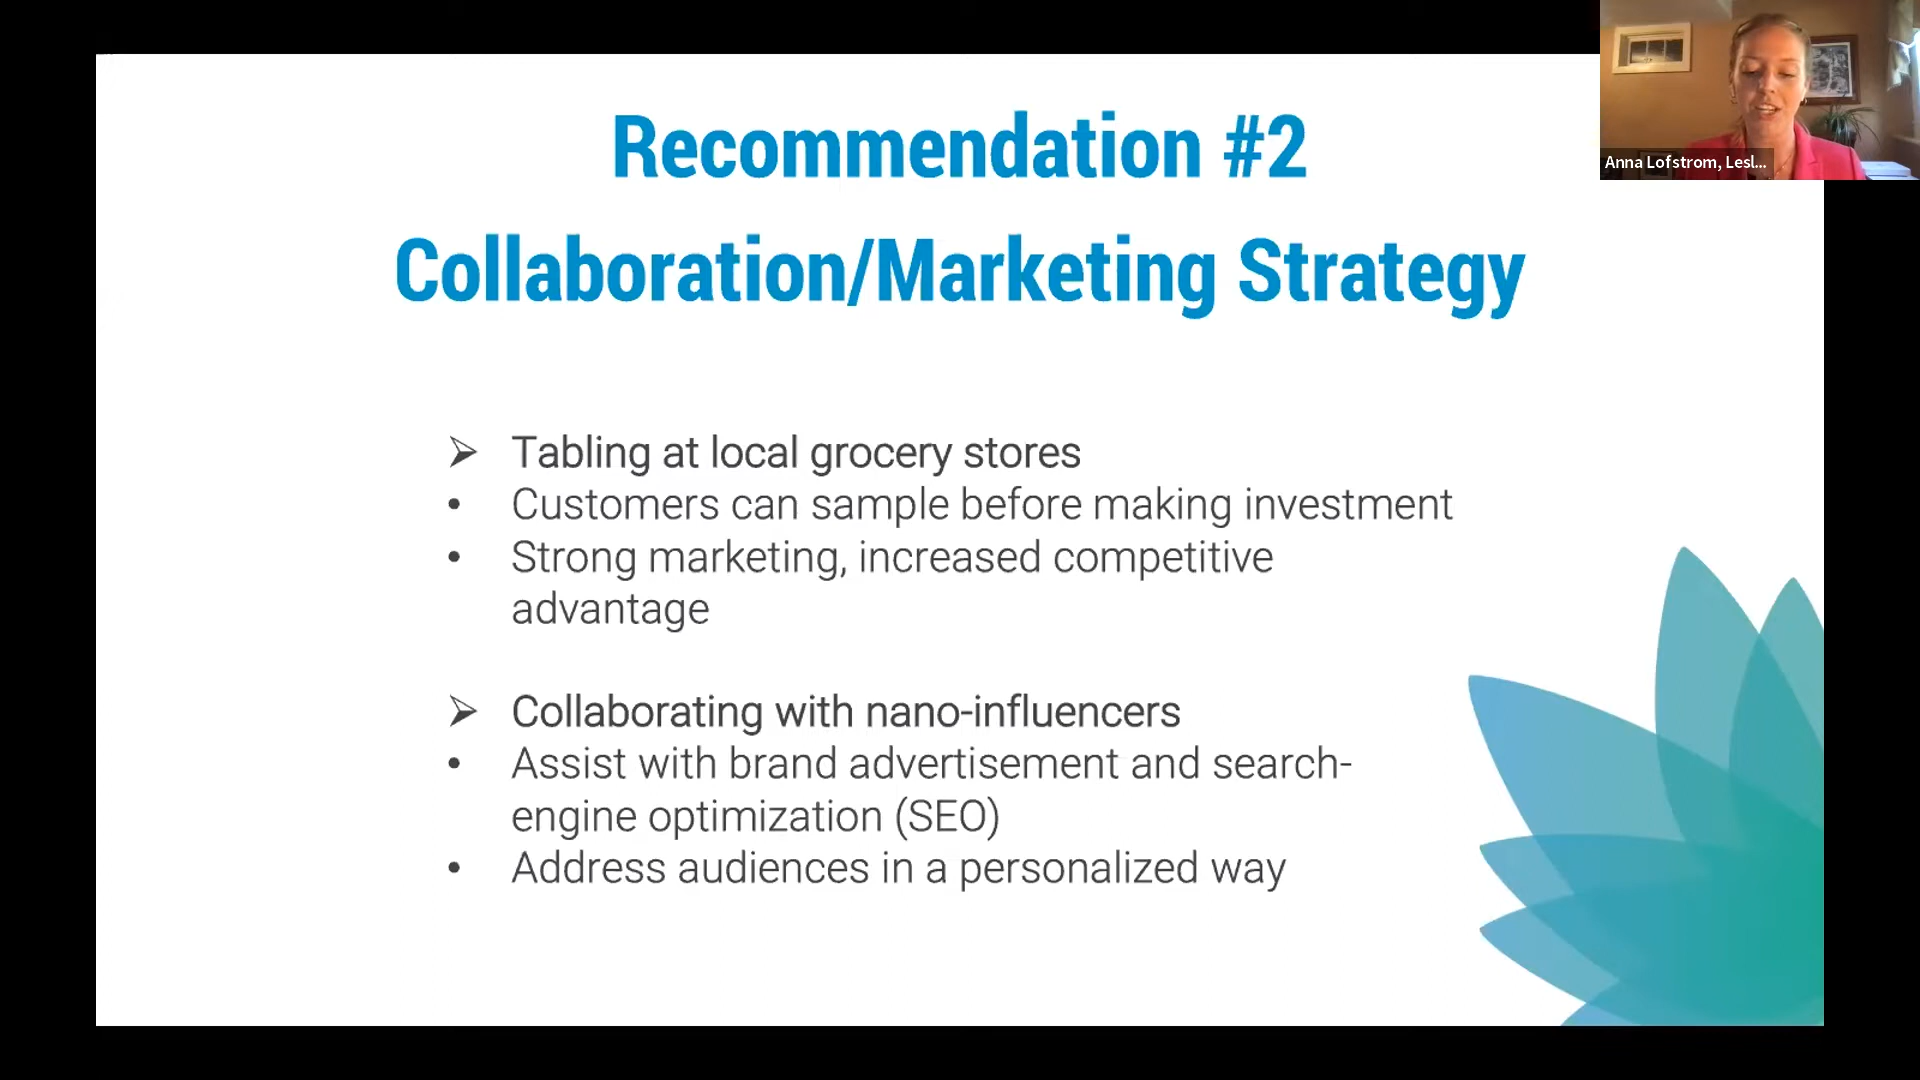 Recommendation #2
Collaboration/Marketing Strategy
Anna Lofstrom, Lesl...
➢ Tabling at local grocery stores
• Customers can sample before making investment
• Strong marketing, increased competitive
advantage
➢ Collaborating with nano-influencers
• Assist with brand advertisement and search-
engine optimization (SEO)
• Address audiences in a personalized way